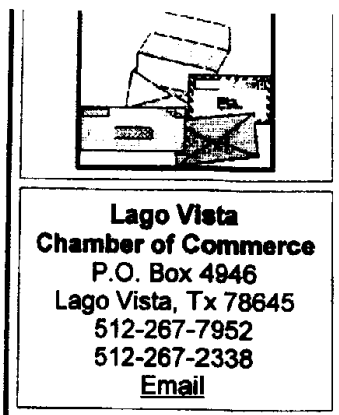 Lago Vista
Chamber of Commerce
P.O. Box 4946
Lago Vista, Tx 78645
512-267-7952
512-267-2338
Email